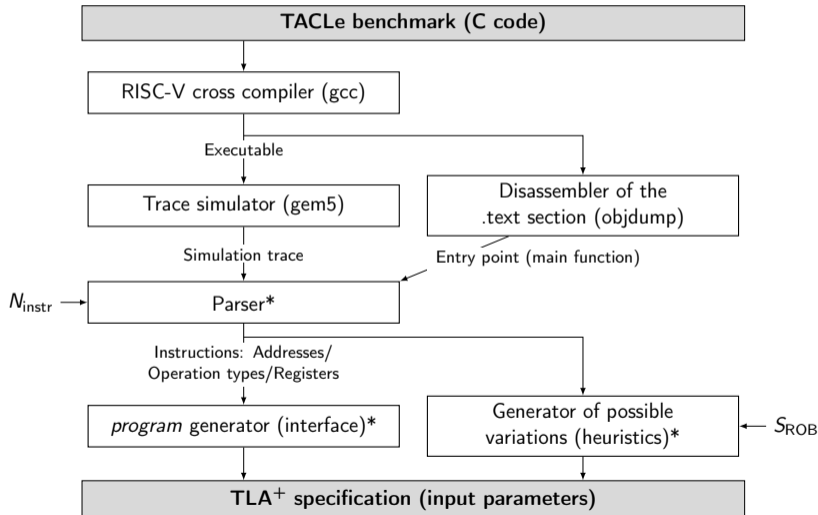 TACLe benchmark (C code)
RISC-V cross compiler (gcc)
Executable
Trace simulator (gem5)
Disassembler of the
.text section (objdump)
Simulation trace
Entry point (main function)
N_instr
Parser*
Instructions: Addresses/
Operation types/Registers
program generator (interface)*
Generator of possible
variations (heuristics)*
S_ROB
TLA⁺ specification (input parameters)